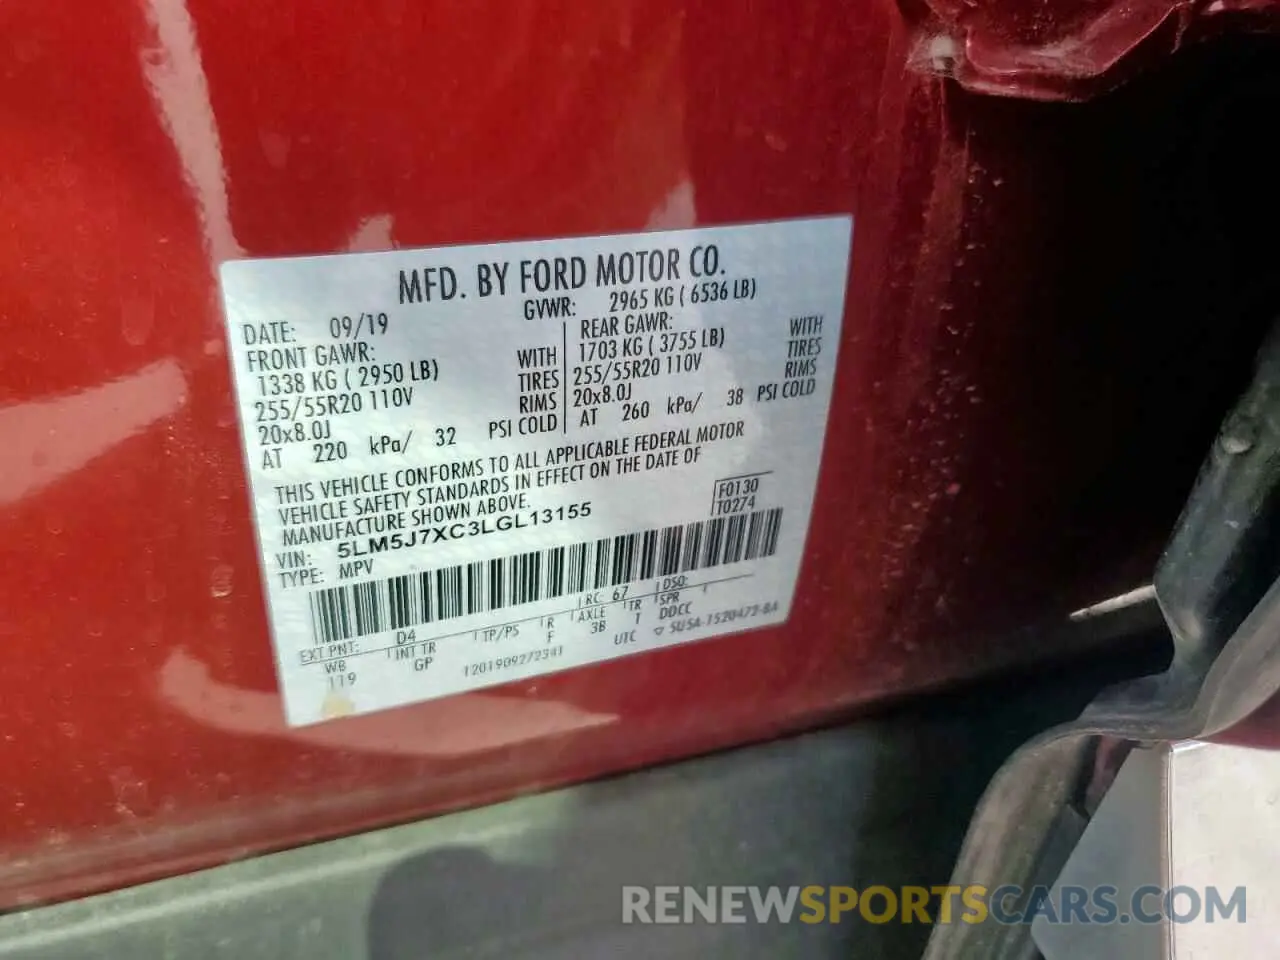 MFD. BY FORD MOTOR CO.
DATE: 09/19 GVWR: 2965 KG ( 6536 LB)
FRONT GAWR: REAR GAWR:
1338 KG ( 2950 LB) WITH 1703 KG ( 3755 LB) WITH
255/55R20 110V TIRES 255/55R20 110V TIRES
20x8.0J RIMS 20x8.0J RIMS
AT 220 kPa/ 32 PSI COLD AT 260 kPa/ 38 PSI COLD
THIS VEHICLE CONFORMS TO ALL APPLICABLE FEDERAL MOTOR
VEHICLE SAFETY STANDARDS IN EFFECT ON THE DATE OF
MANUFACTURE SHOWN ABOVE. F0130
VIN: 5LM5J7XC3LGL13155 T0274
TYPE: MPV
EXT PNT: D4 RC: 67 DSO:
WB INT TR TP/PS R AXLE TR SPR
119 GP F 3B T DDCC
1201909272341 UTC ▽ 5U5A-1520472-BA
RENEWSPORTSCARS.COM